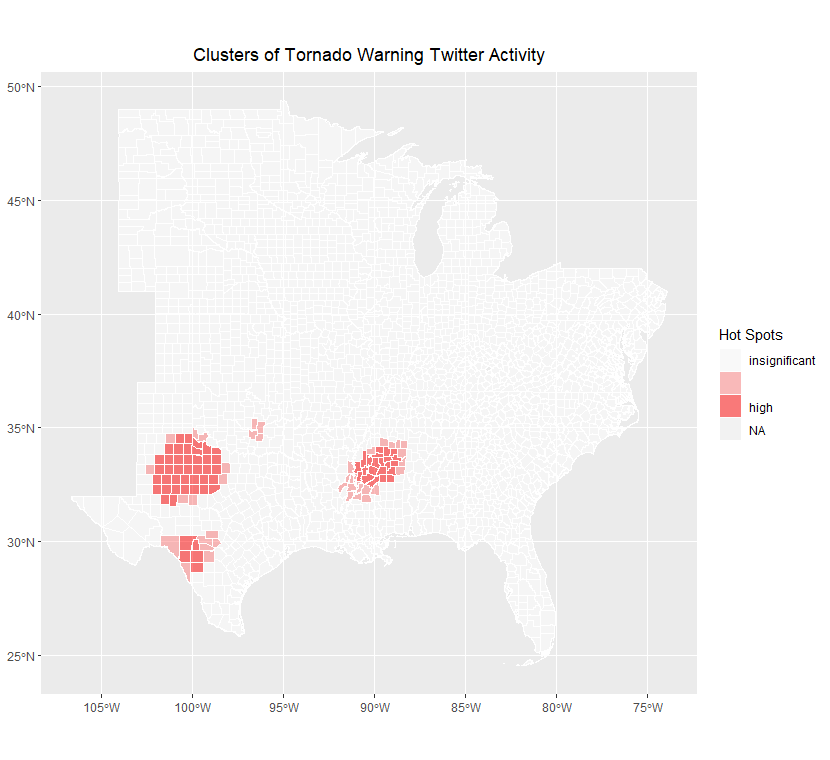 Clusters of Tornado Warning Twitter Activity
50°N
45°N
40°N
35°N
30°N
25°N
105°W
100°W
95°W
90°W
85°W
80°W
75°W
Hot Spots
insignificant
high
NA